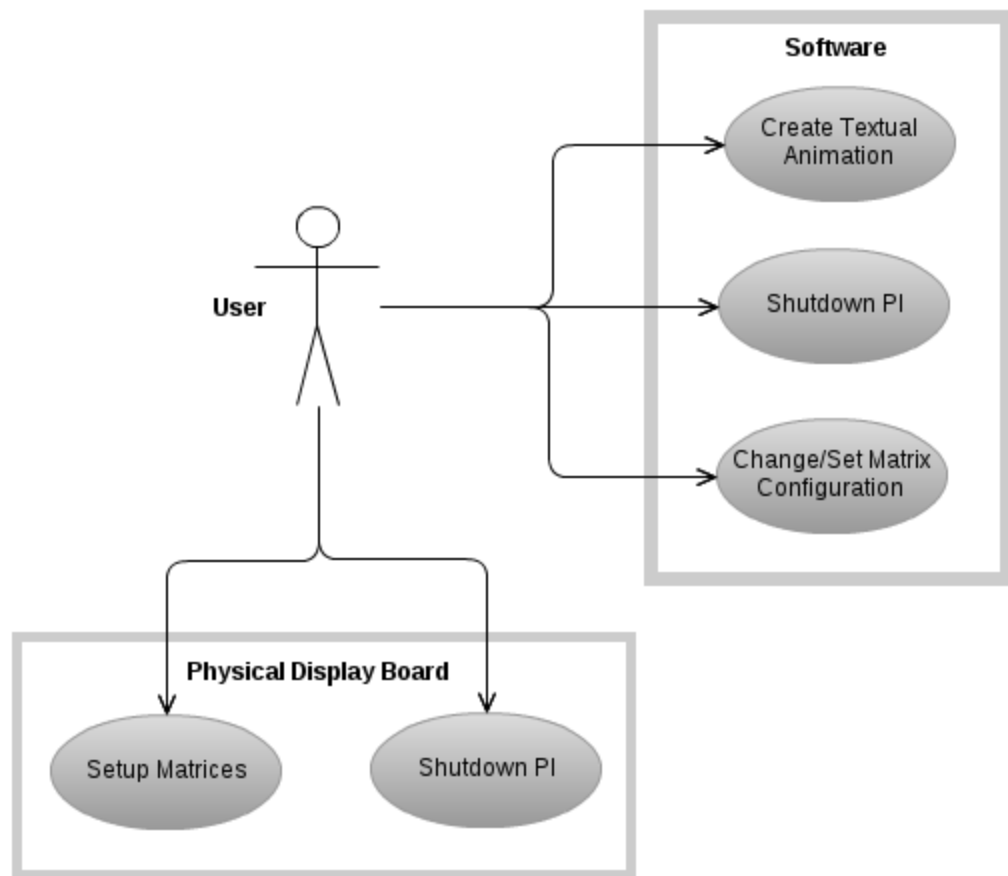 Software
Create Textual
Animation
User
Shutdown PI
Change/Set Matrix
Configuration
Physical Display Board
Setup Matrices
Shutdown PI